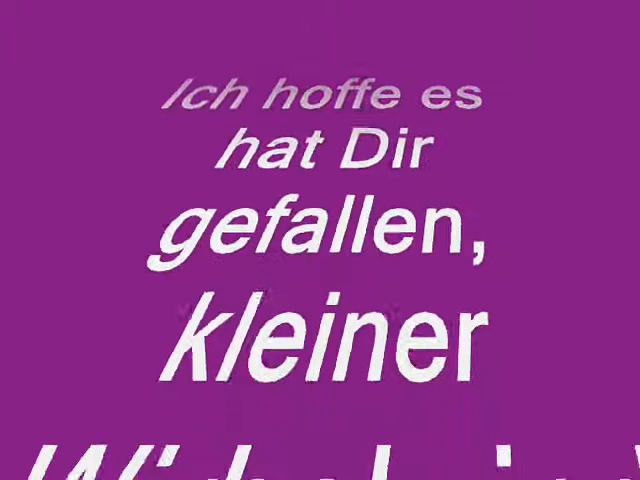 Ich hoffe es
hat Dir
gefallen,
kleiner